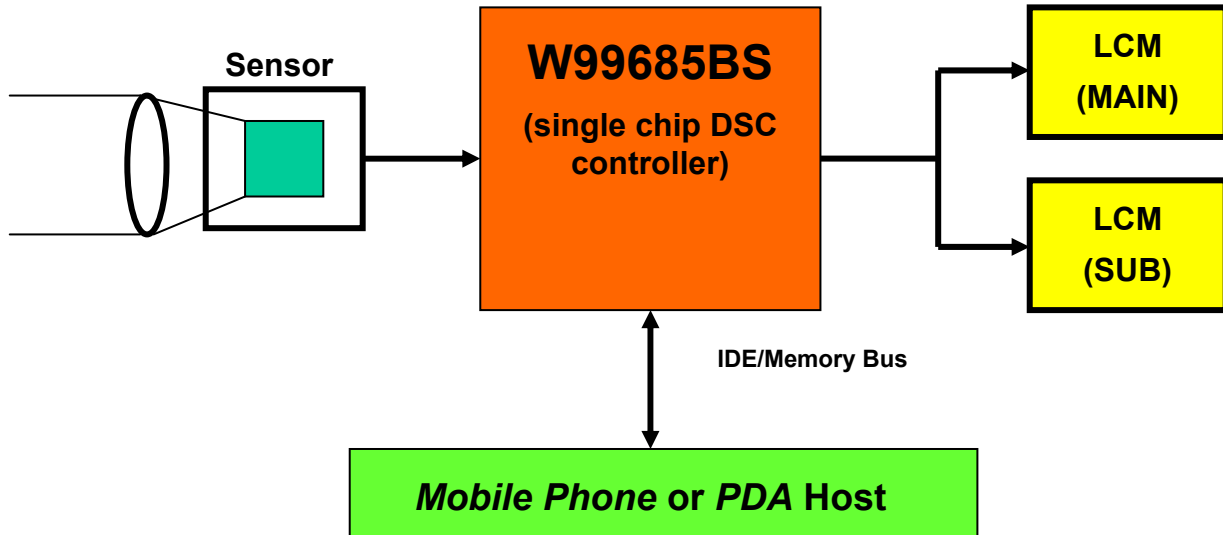 Sensor
W99685BS
(single chip DSC
controller)
LCM
(MAIN)
LCM
(SUB)
IDE/Memory Bus
Mobile Phone or PDA Host